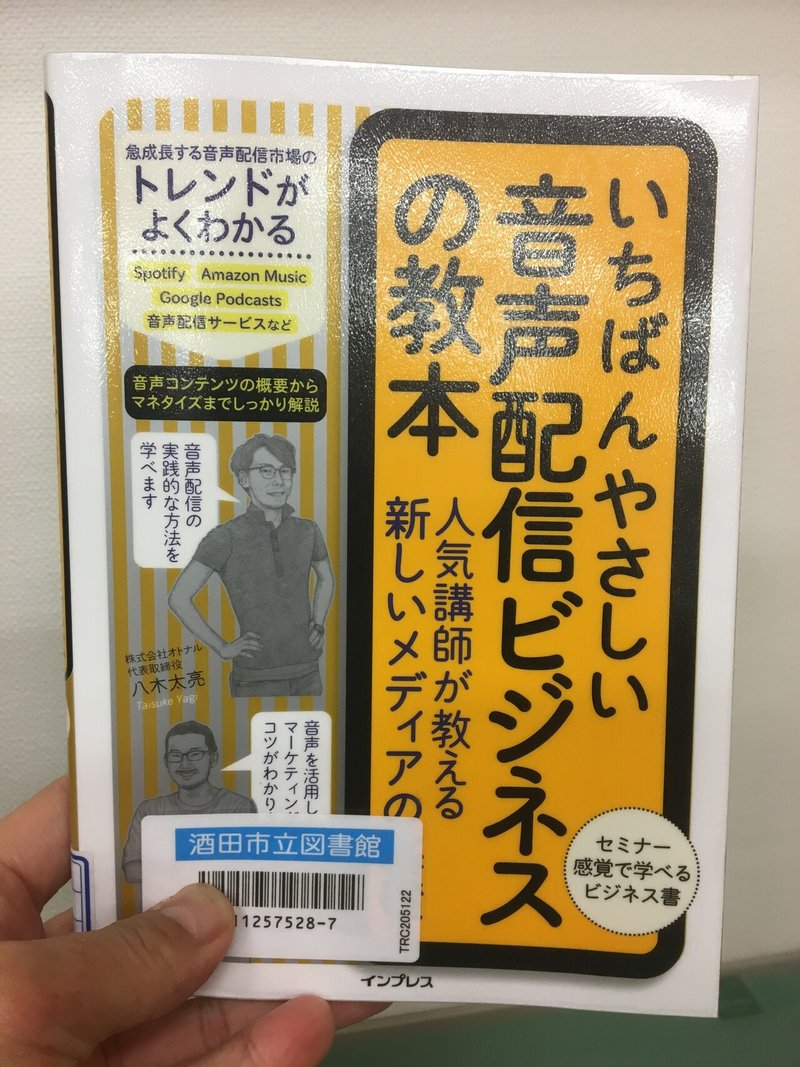 いちばんやさしい
音声配信ビジネス
の教本
人気講師が教える
新しいメディアの
急成長する音声配信市場の
トレンドが
よくわかる
Spotify Amazon Music
Google Podcasts
音声配信サービスなど
音声コンテンツの概要から
マネタイズまでしっかり解説
音声配信の
実践的な方法を
学べます
株式会社オトナル
代表取締役
八木太亮
Taisuke Yagi
音声を活用し
マーケティング
コツがわかり
セミナー
感覚で学べる
ビジネス書
酒田市立図書館
11257528-7
TRC205122
インプレス